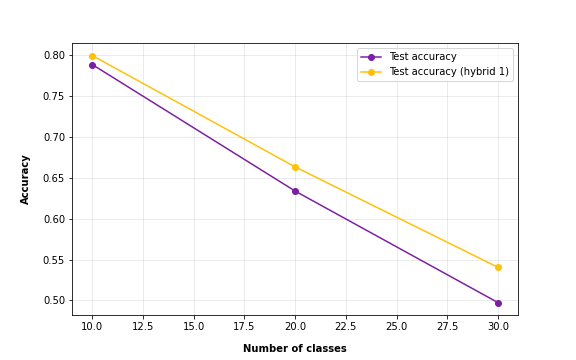 Test accuracy
Test accuracy (hybrid 1)
0.80
0.75
0.70
0.65
0.60
0.55
0.50
Accuracy
10.0 12.5 15.0 17.5 20.0 22.5 25.0 27.5 30.0
Number of classes